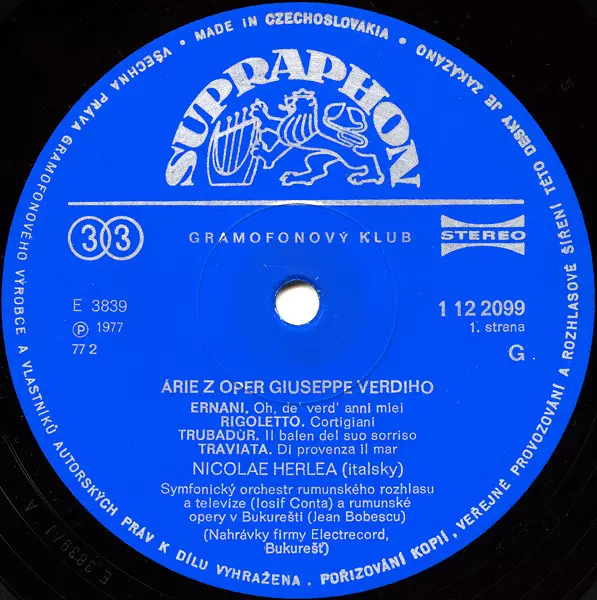 VŠECHNA PRÁVA GRAMOFONOVÉHO VÝROBCE A VLASTNÍKŮ AUTORSKÝCH PRÁV K DÍLU VYHRAŽENA . POŘIZOVÁNÍ KOPIÍ, VEŘEJNÉ PROVOZOVÁNÍ A ROZHLASOVÉ ŠÍŘENÍ TÉTO DESKY JE ZAKÁZÁNO
• MADE IN CZECHOSLOVAKIA •
SUPRAPHON
33
GRAMOFONOVÝ KLUB
STEREO
E 3839
1 12 2099
Ⓟ 1977
1. strana
77 2
G
ÁRIE Z OPER GIUSEPPE VERDIHO
ERNANI. Oh, de' verd' anni miei
RIGOLETTO. Cortigiani
TRUBADÚR. Il balen del suo sorriso
TRAVIATA. Di provenza il mar
NICOLAE HERLEA (italsky)
Symfonický orchestr rumunského rozhlasu
a televize (Iosif Conta) a rumunské
opery v Bukurešti (Jean Bobescu)
(Nahrávky firmy Electrecord,
Bukurešť)
E 3839/1 A